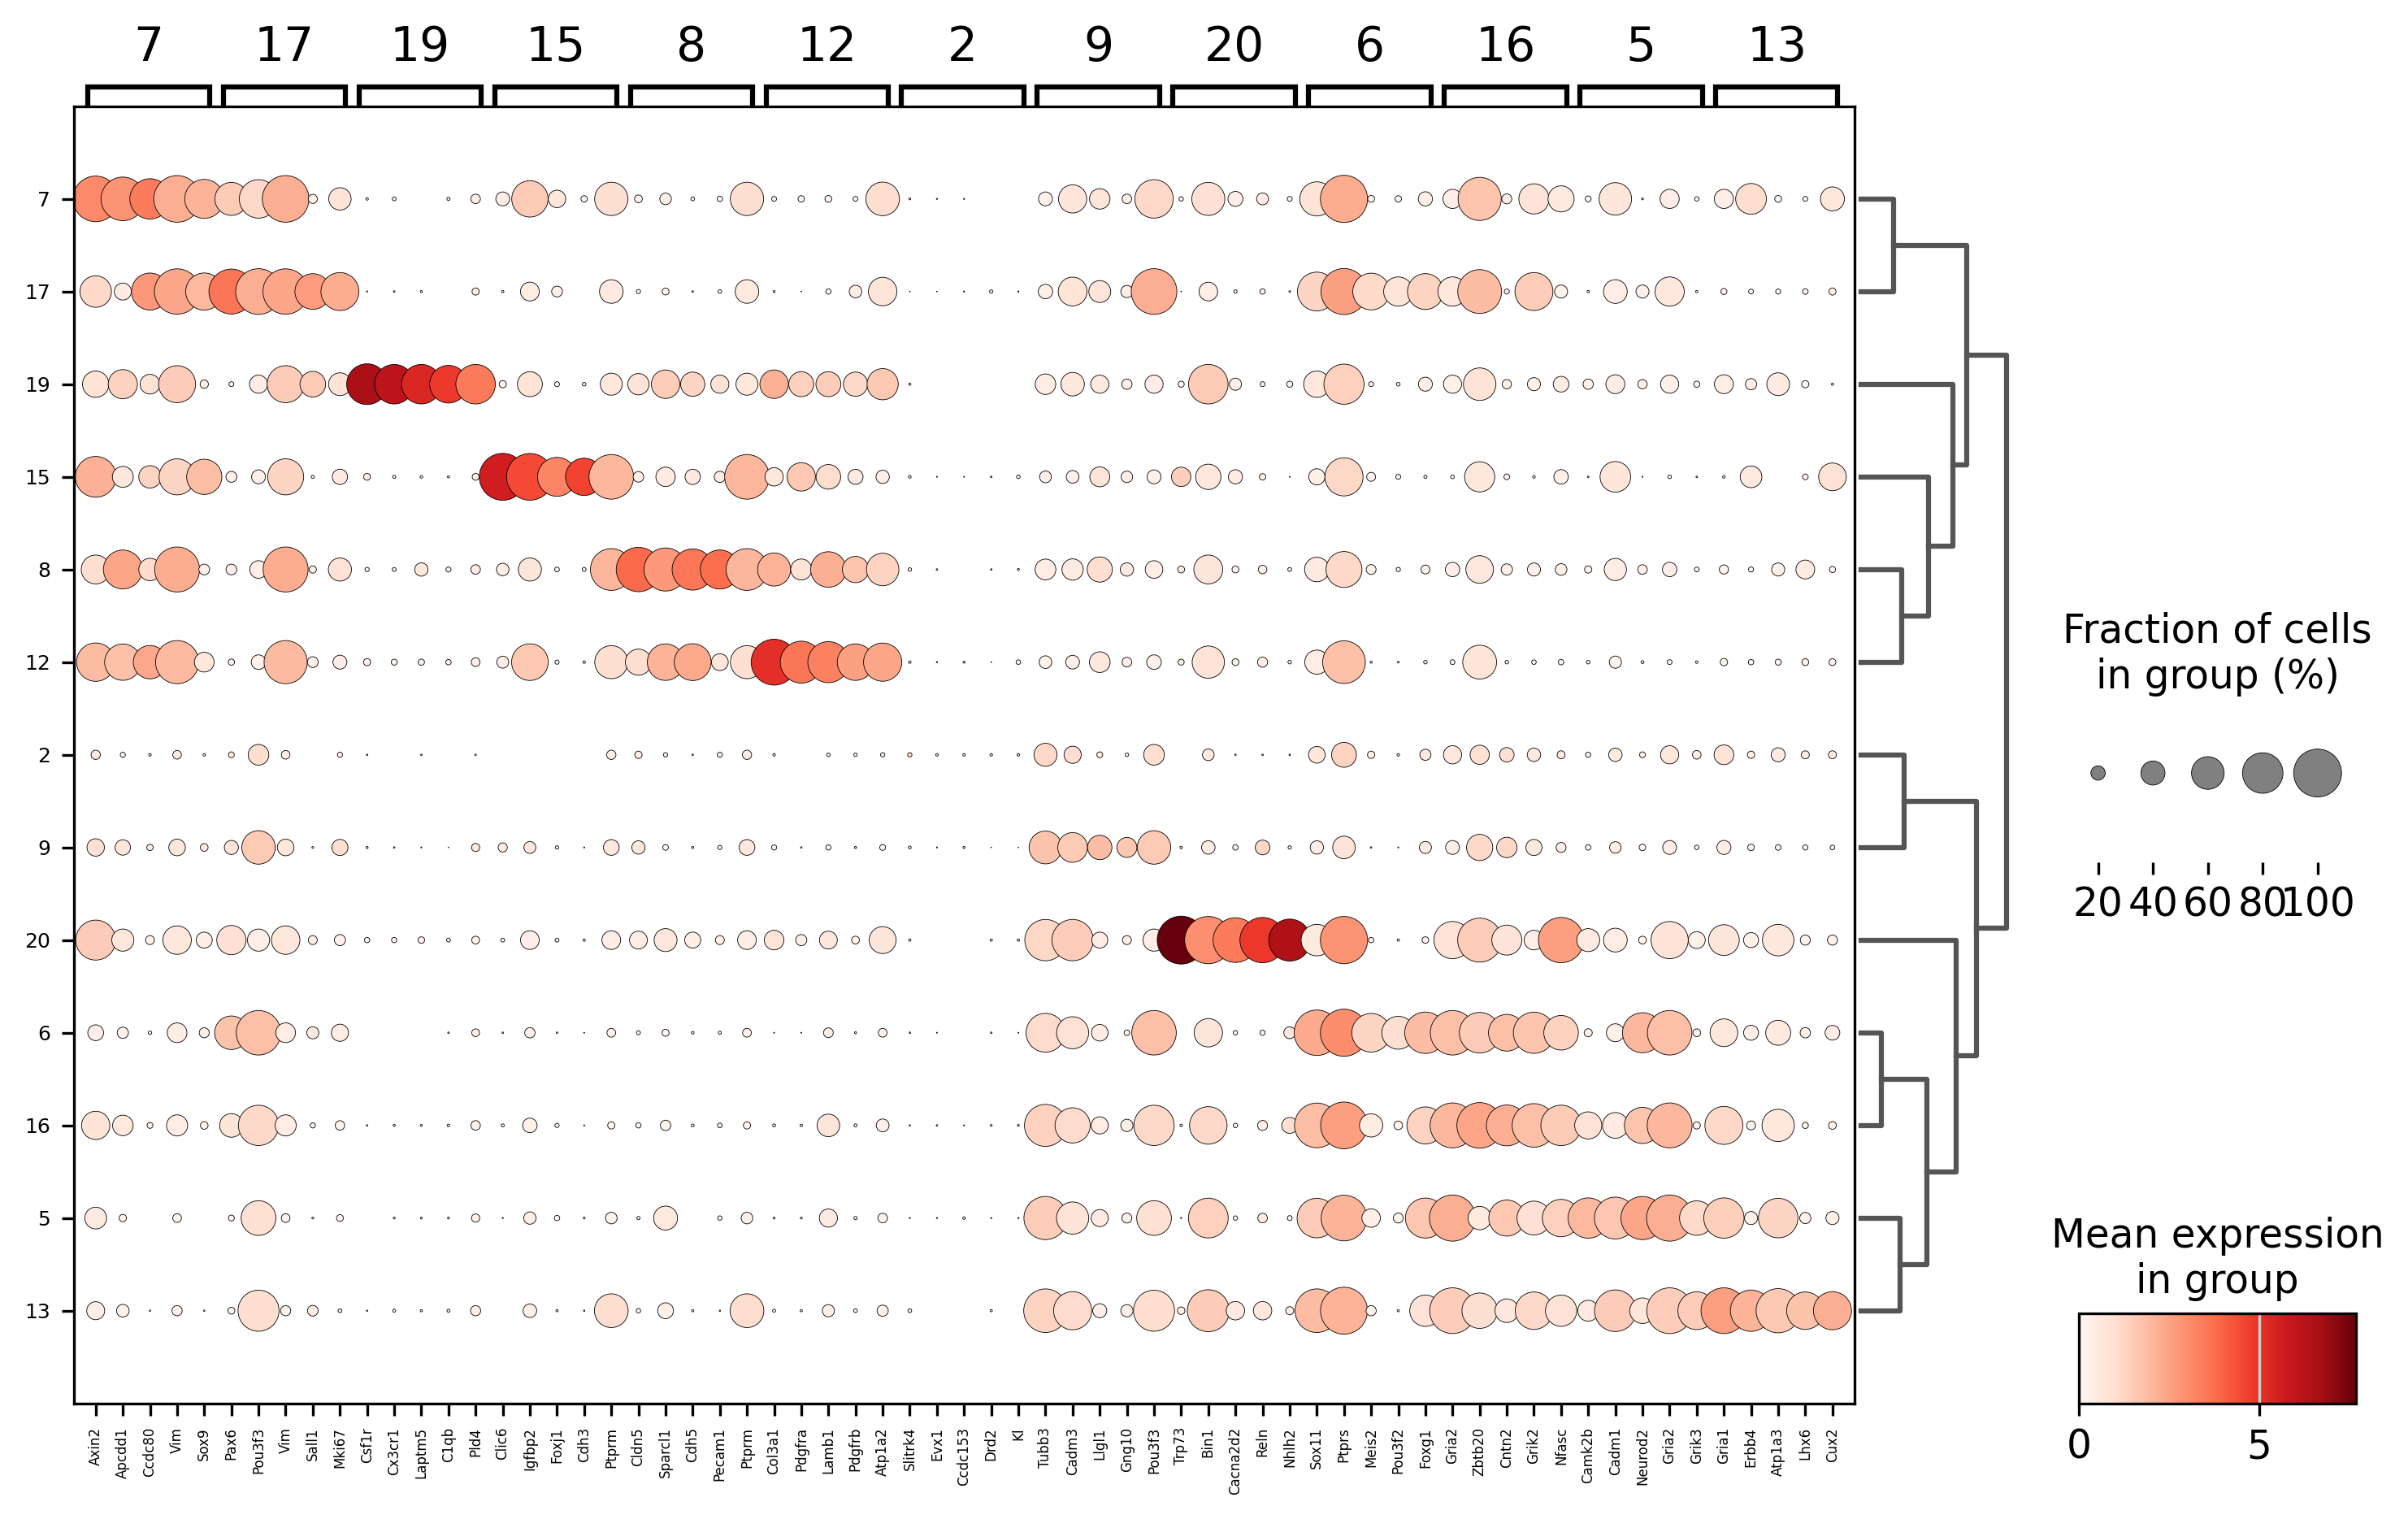 7 17 19 15 8 12 2 9 20 6 16 5 13
7
17
19
15
8
12
2
9
20
6
16
5
13
Axin2 Apcdd1 Ccdc80 Vim Sox9 Pax6 Pou3f3 Vim Sall1 Mki67 Csf1r Cx3cr1 Laptm5 C1qb Pld4 Clic6 Igfbp2 Foxj1 Cdh3 Ptprm Cldn5 Sparcl1 Cdh5 Pecam1 Ptprm Col3a1 Pdgfra Lamb1 Pdgfrb Atp1a2 Slitrk4 Evx1 Ccdc153 Drd2 Kl Tubb3 Cadm3 Llgl1 Gng10 Pou3f3 Trp73 Bin1 Cacna2d2 Reln Nhlh2 Sox11 Ptprs Meis2 Pou3f2 Foxg1 Gria2 Zbtb20 Cntn2 Grik2 Nfasc Camk2b Cadm1 Neurod2 Gria2 Grik3 Gria1 Erbb4 Atp1a3 Lhx6 Cux2
Fraction of cells
in group (%)
20 40 60 80 100
Mean expression
in group
0 5